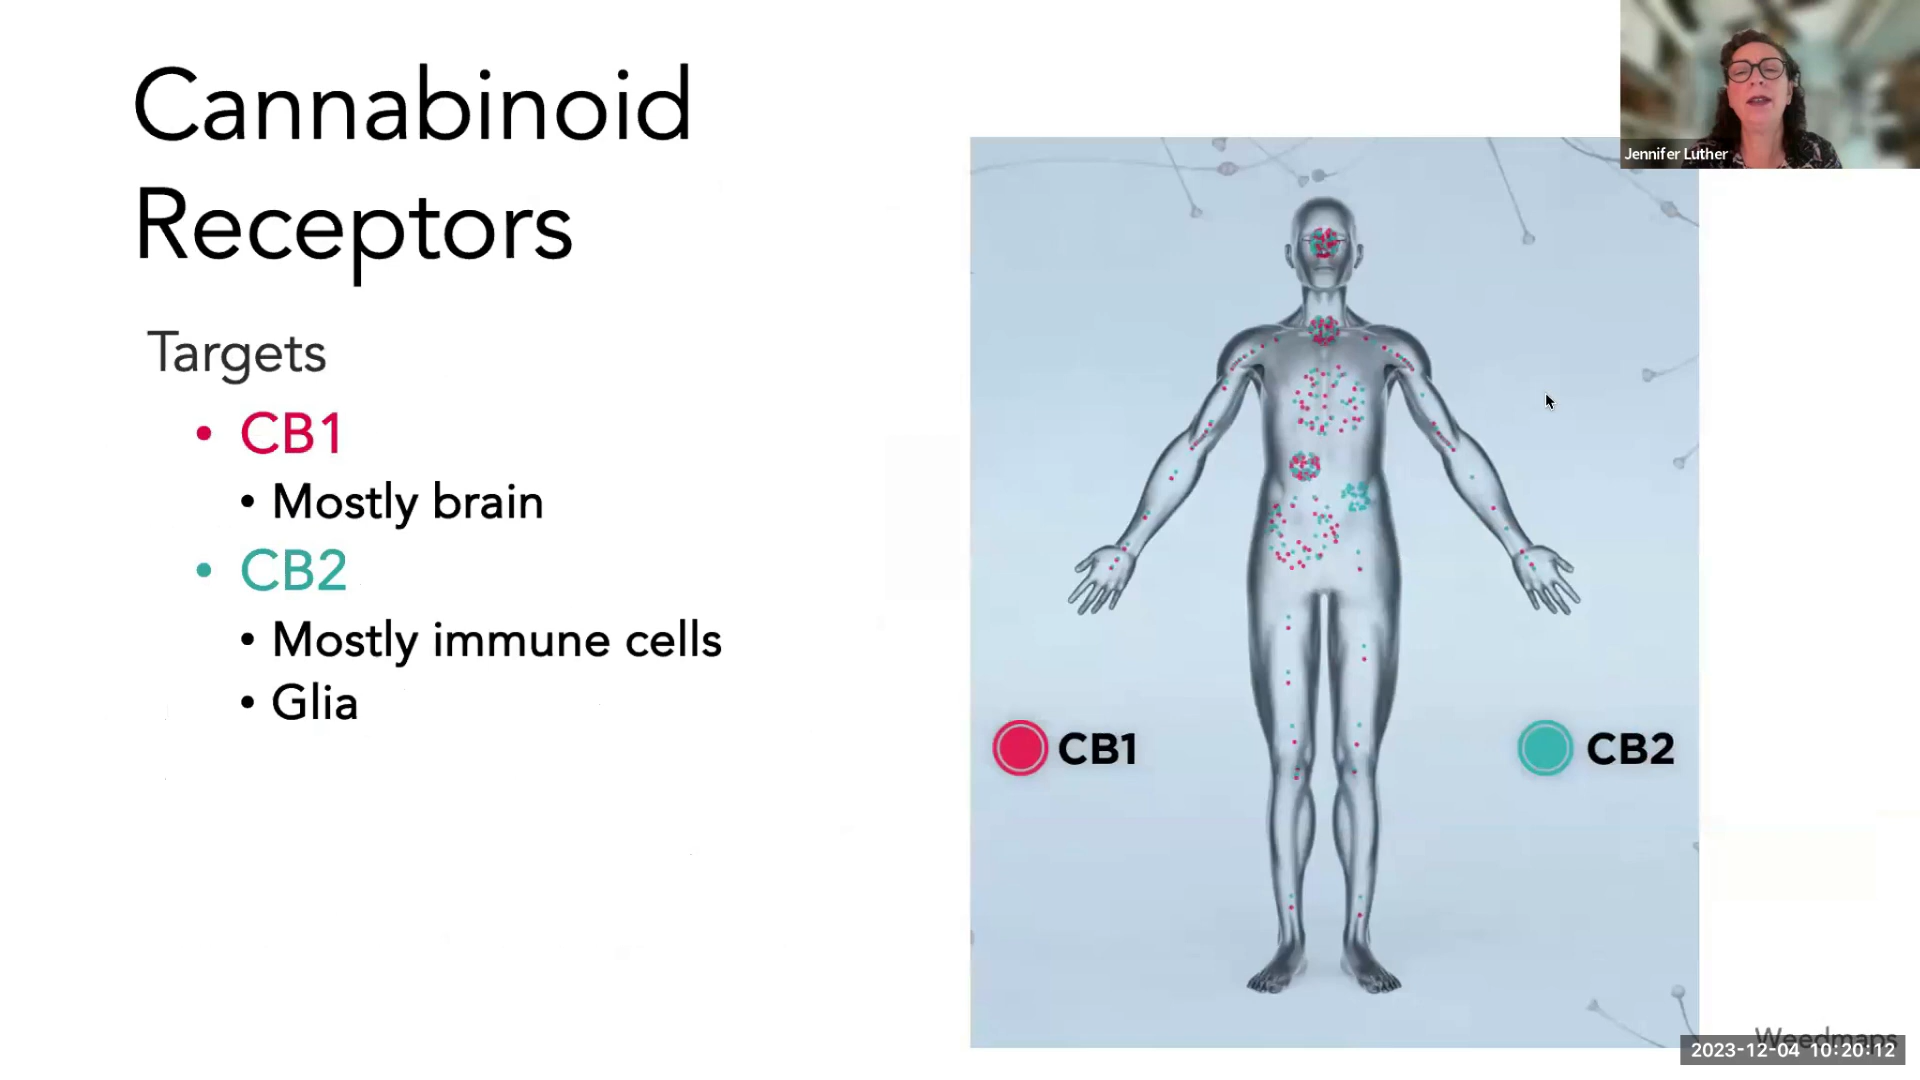 Cannabinoid
Receptors
Targets
• CB1
• Mostly brain
• CB2
• Mostly immune cells
• Glia
Jennifer Luther
CB1
CB2
Weedmaps
2023-12-04 10:20:12